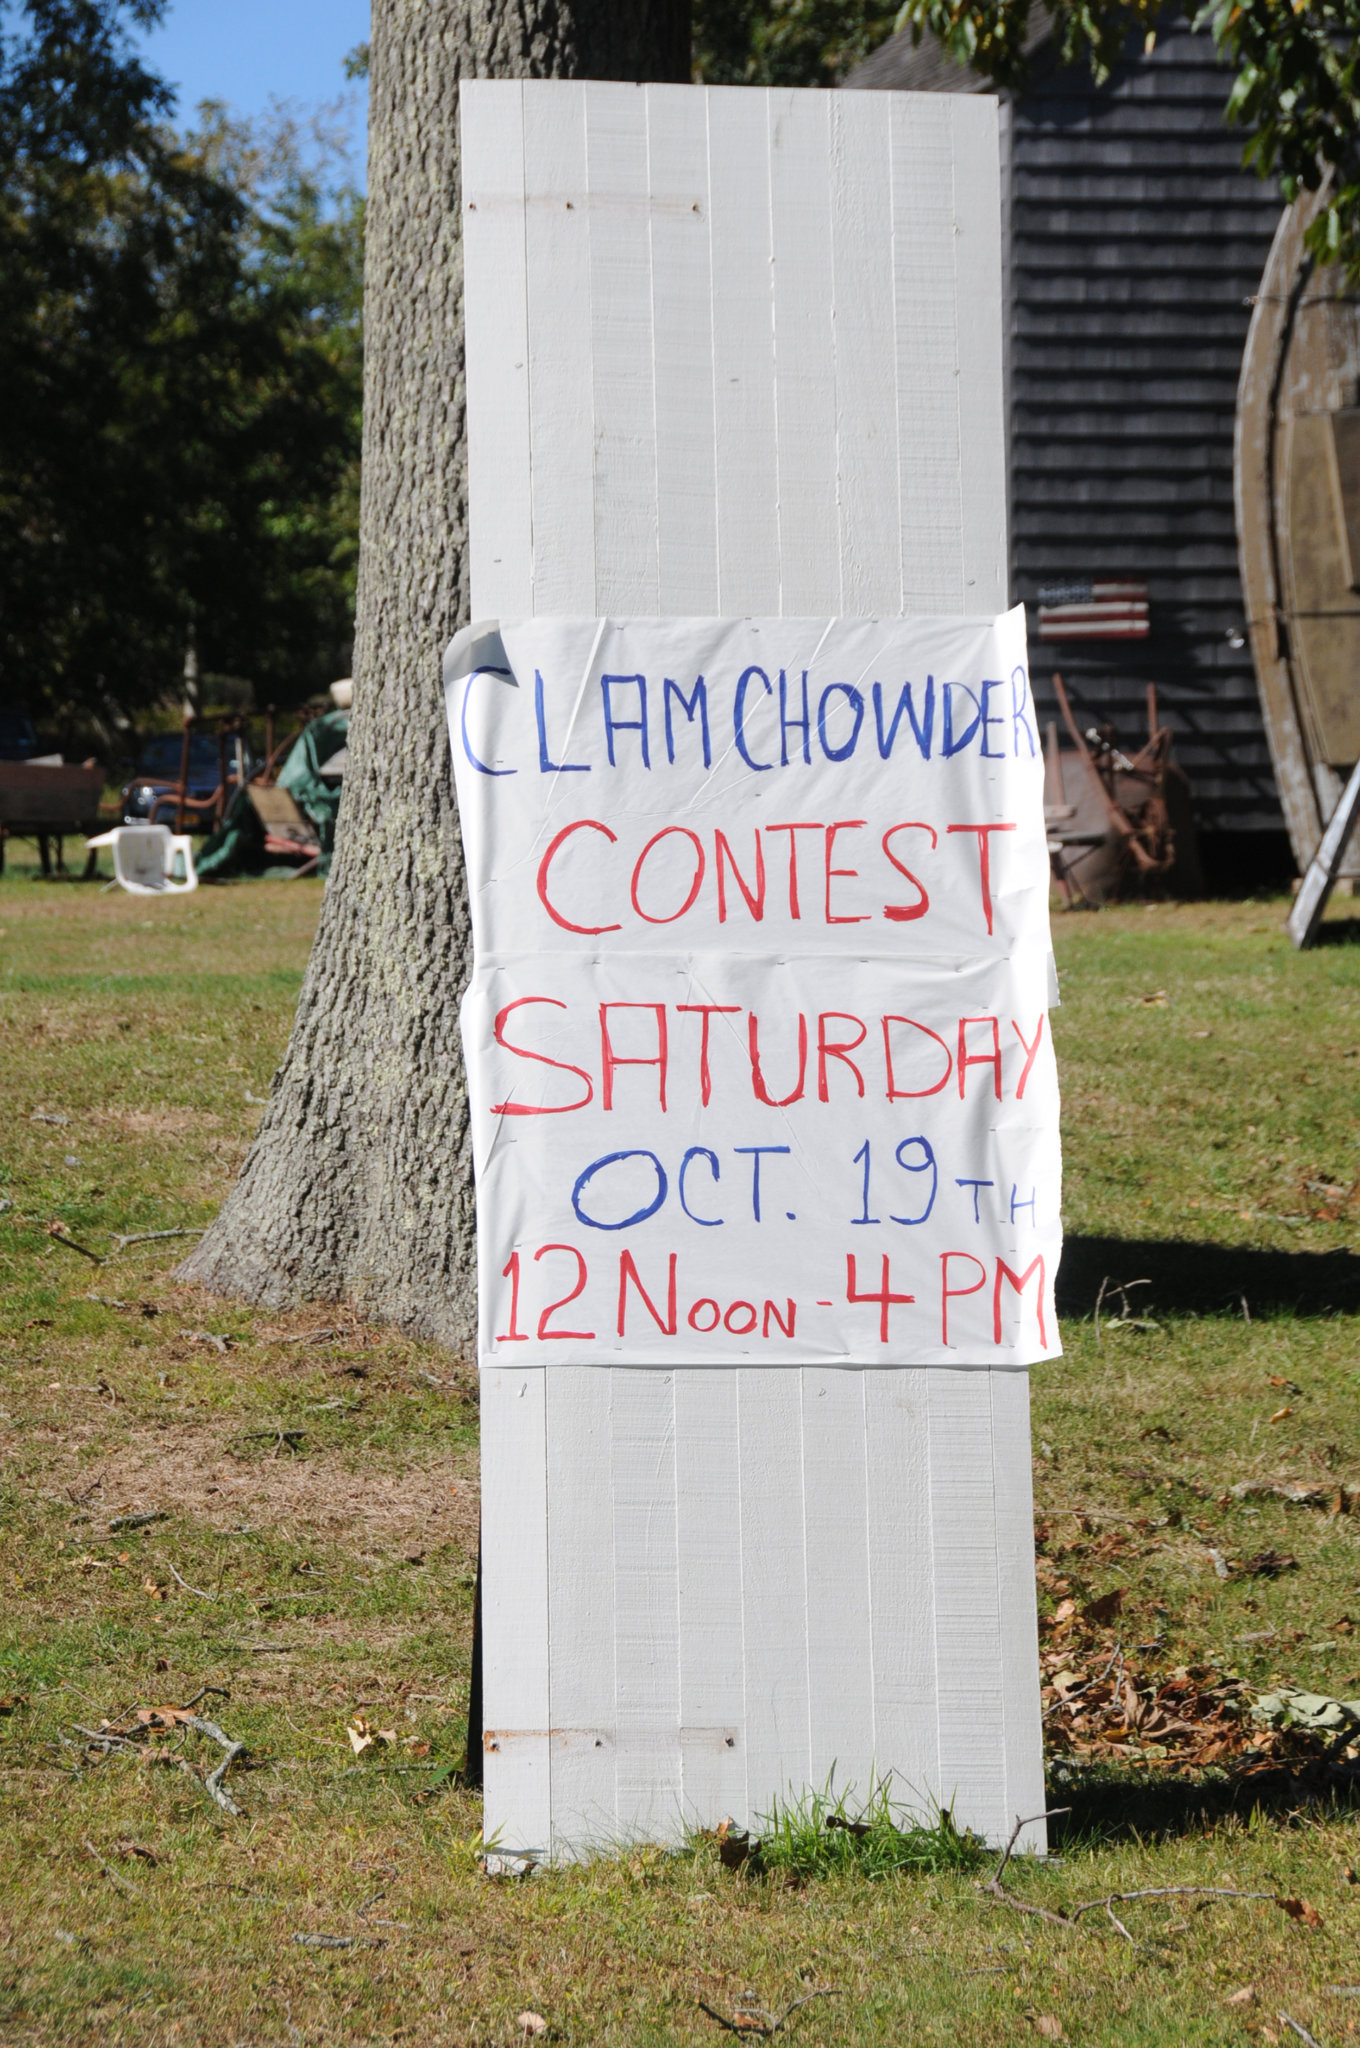 CLAM CHOWDER
CONTEST
SATURDAY
OCT. 19TH
12 NOON - 4 PM